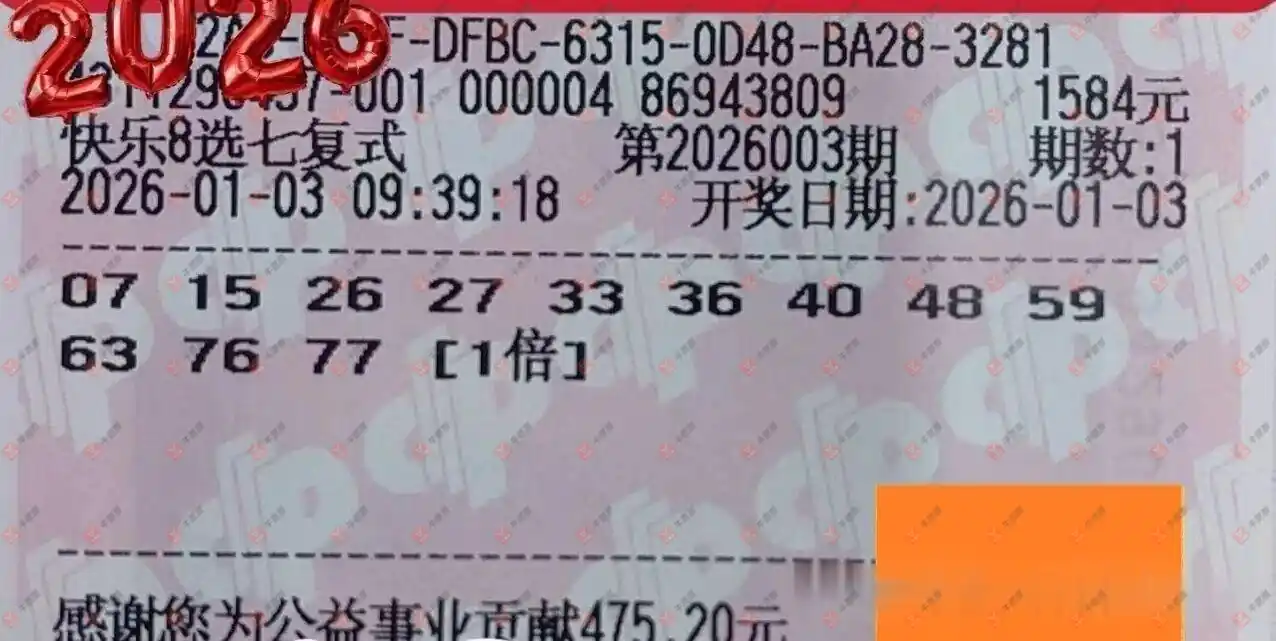 2026
F-DFBC-6315-0D48-BA28-3281
-001 000004 86943809 1584元
快乐8选七复式 第2026003期 期数:1
2026-01-03 09:39:18 开奖日期:2026-01-03
07 15 26 27 33 36 40 48 59
63 76 77 [1倍]
感谢您为公益事业贡献475.20元